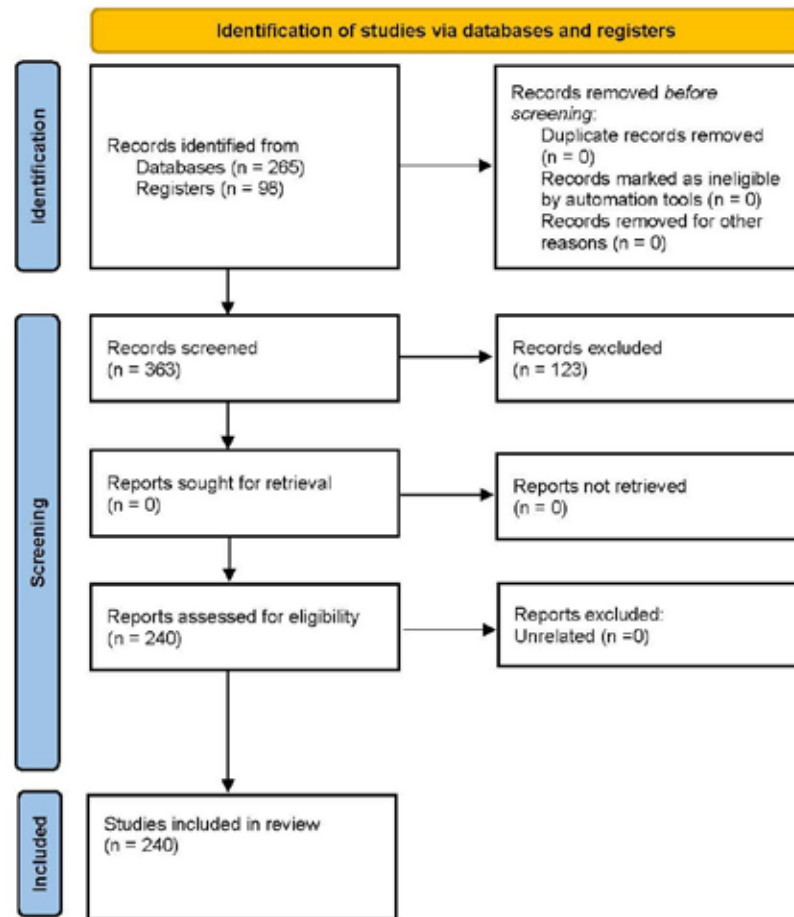 Identification of studies via databases and registers
Identification
Records identified from
Databases (n = 265)
Registers (n = 98)
Records removed before
screening:
Duplicate records removed
(n = 0)
Records marked as ineligible
by automation tools (n = 0)
Records removed for other
reasons (n = 0)
Screening
Records screened
(n = 363)
Records excluded
(n = 123)
Reports sought for retrieval
(n = 0)
Reports not retrieved
(n = 0)
Reports assessed for eligibility
(n = 240)
Reports excluded:
Unrelated (n =0)
Included
Studies included in review
(n = 240)